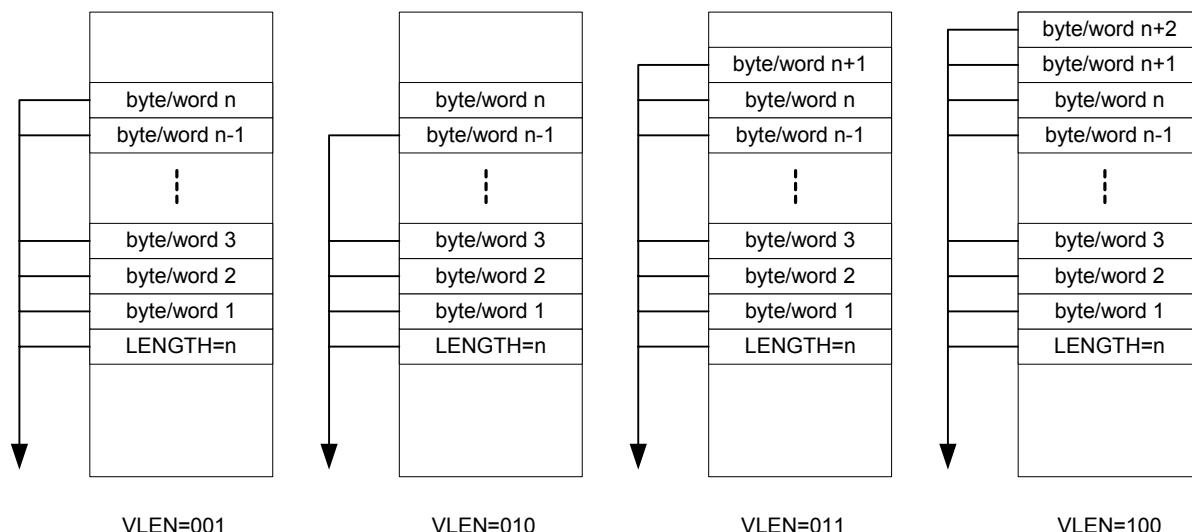 byte/word n
byte/word n-1
byte/word 3
byte/word 2
byte/word 1
LENGTH=n
VLEN=001
byte/word n
byte/word n-1
byte/word 3
byte/word 2
byte/word 1
LENGTH=n
VLEN=010
byte/word n+1
byte/word n
byte/word n-1
byte/word 3
byte/word 2
byte/word 1
LENGTH=n
VLEN=011
byte/word n+2
byte/word n+1
byte/word n
byte/word n-1
byte/word 3
byte/word 2
byte/word 1
LENGTH=n
VLEN=100